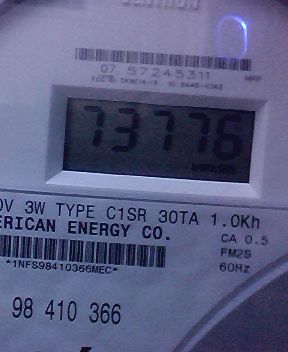 07 57245311
73776
0V 3W TYPE C1SR 30TA 1.0Kh
ERICAN ENERGY CO.
CA 0.5
FM2S
*1NFS98410366MEC*
60Hz
98 410 366